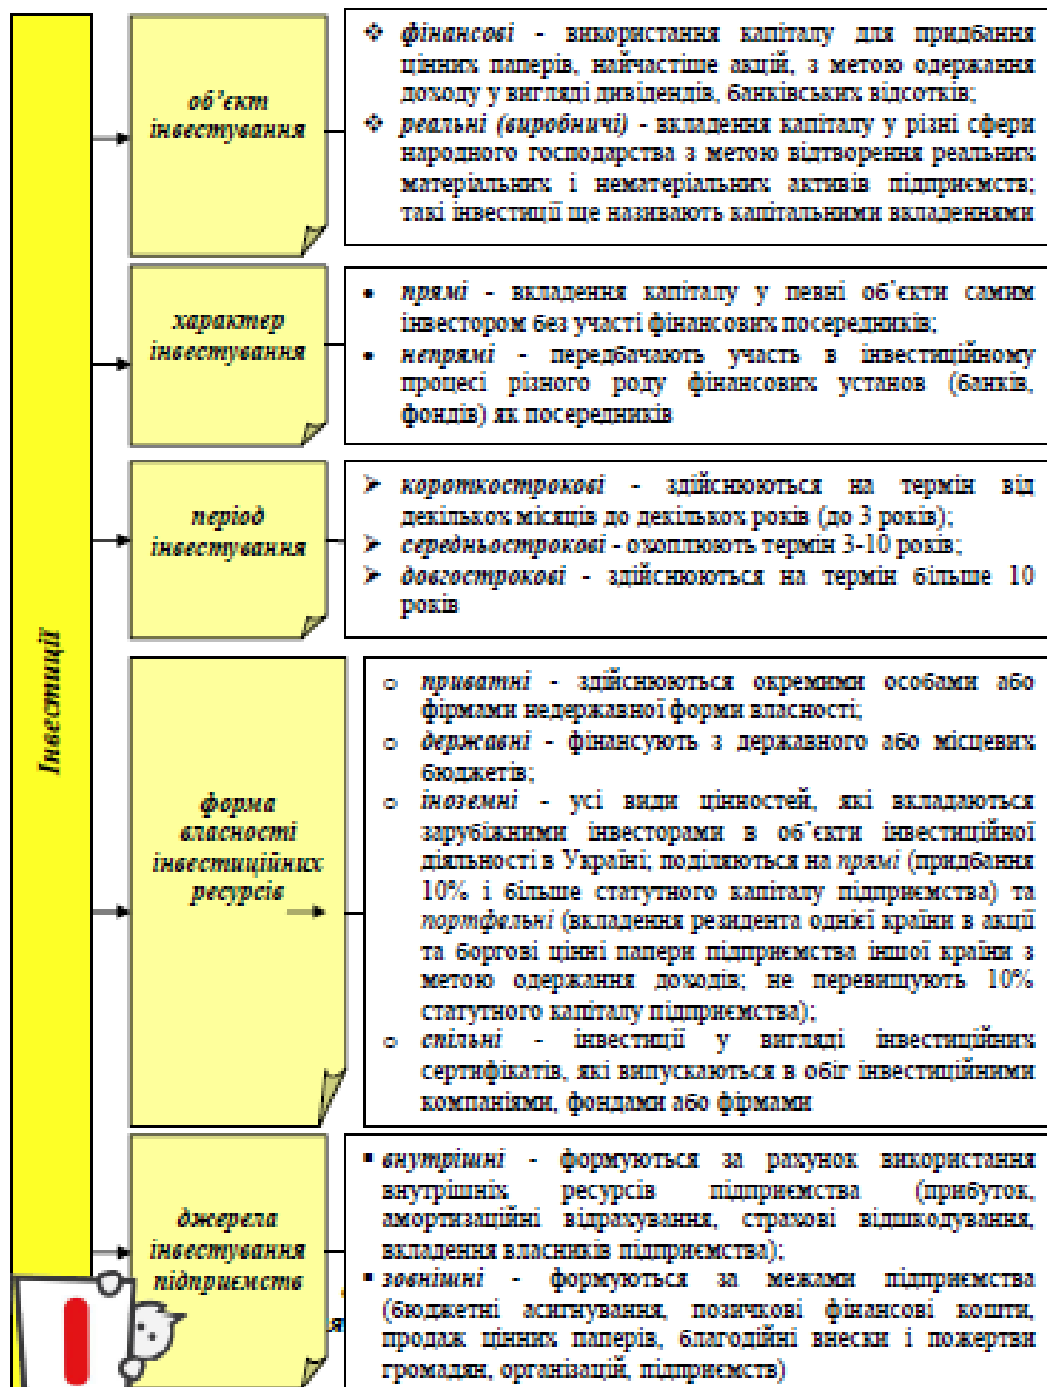 Інвестиції
об’єкт
інвестування
фінансові - використання капіталу для придбання
цінних паперів, найчастіше акцій, з метою одержання
доходу у вигляді дивидендів, банківських відсотків;
реальні (виробничі) - вкладення капіталу у різні сфери
народного господарства з метою відтворення реальних
матеріальних і нематеріальних активів підприємств;
такі інвестиції ще називають капітальними вкладеннями
характер
інвестування
прямі - вкладення капіталу у певні об’єкти самим
інвестором без участі фінансових посередників;
непрямі - передбачають участь в інвестиційному
процесі різного роду фінансових установ (банків,
фондів) як посередників
період
інвестування
короткострокові - здійснюються на термін від
декількох місяців до декількох років (до 3 років);
середньострокові - охоплюють термін 3-10 років;
довгострокові - здійснюються на термін більше 10
років
форма
власності
інвестиційних
ресурсів
приватні - здійснюються окремими особами або
фірмами недержавної форми власності;
державні - фінансують з державного або місцевих
бюджетів;
іноземні - усі види цінностей, які вкладаються
зарубіжними інвесторами в об’єкти інвестиційної
діяльності в Україні; поділяються на прямі (придбання
10% і більше статутного капіталу підприємства) та
портфельні (вкладення резидента однієї країни в акції
та боргові цінні папери підприємства іншої країни з
метою одержання доходів; не перевищують 10%
статутного капіталу підприємства);
спільні - інвестиції у вигляді інвестиційних
сертифікатів, які випускаються в обіг інвестиційними
компаніями, фондами або фірмами
джерела
інвестування
підприємств
внутрішні - формуються за рахунок використання
внутрішніх ресурсів підприємства (прибуток,
амортизаційні відрахування, страхові відшкодування,
вкладення власників підприємства);
зовнішні - формуються за межами підприємства
(бюджетні асигнування, позичкові фінансові кошти,
продаж цінних паперів, благодійні внески і пожертви
громадян, організацій, підприємств)